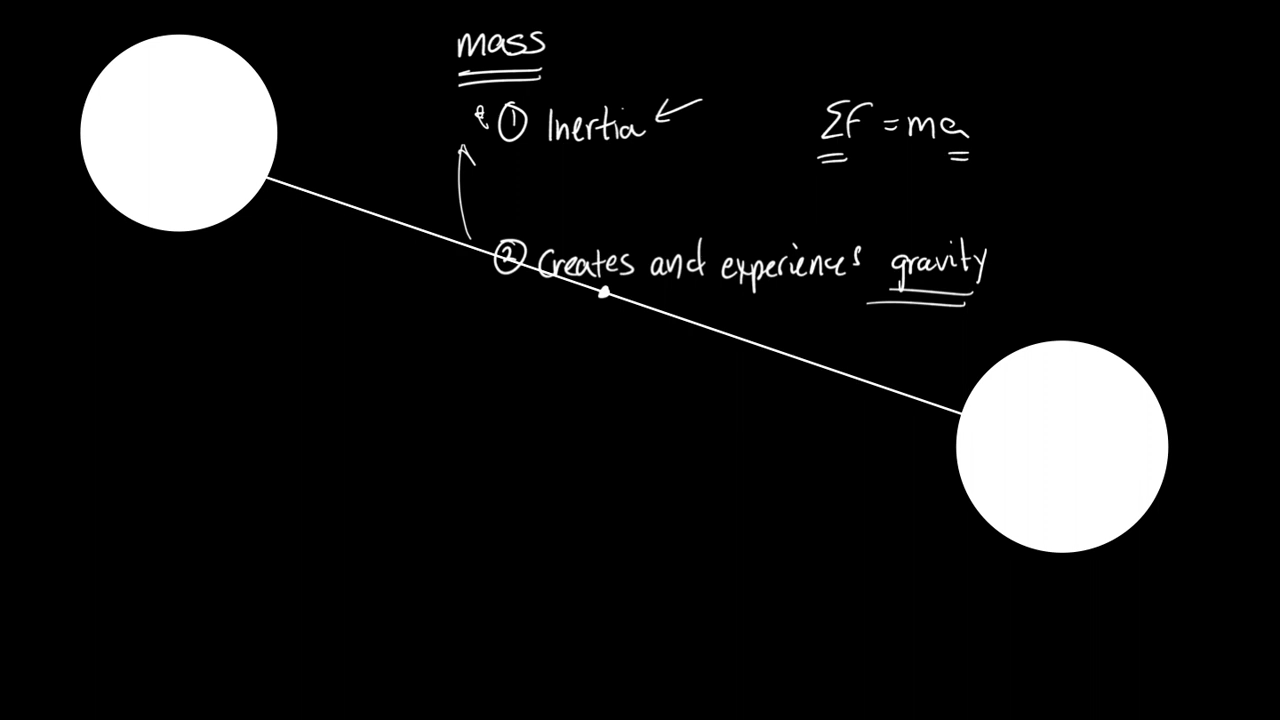 mass
① Inertia
ΣF = ma
② Creates and experiences gravity